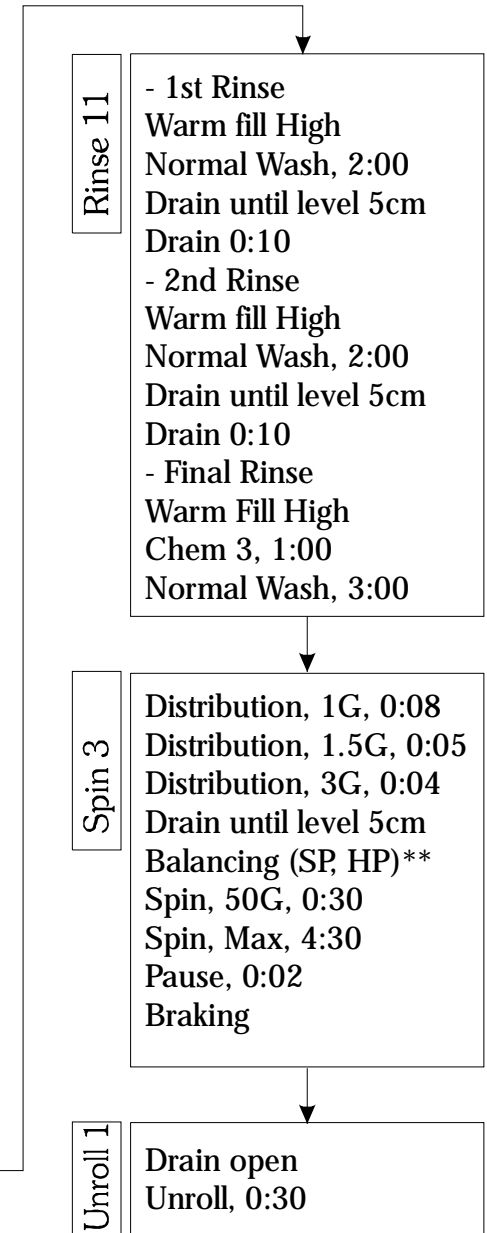 Rinse 11
- 1st Rinse
Warm fill High
Normal Wash, 2:00
Drain until level 5cm
Drain 0:10
- 2nd Rinse
Warm fill High
Normal Wash, 2:00
Drain until level 5cm
Drain 0:10
- Final Rinse
Warm Fill High
Chem 3, 1:00
Normal Wash, 3:00
Spin 3
Distribution, 1G, 0:08
Distribution, 1.5G, 0:05
Distribution, 3G, 0:04
Drain until level 5cm
Balancing (SP, HP)**
Spin, 50G, 0:30
Spin, Max, 4:30
Pause, 0:02
Braking
Unroll 1
Drain open
Unroll, 0:30